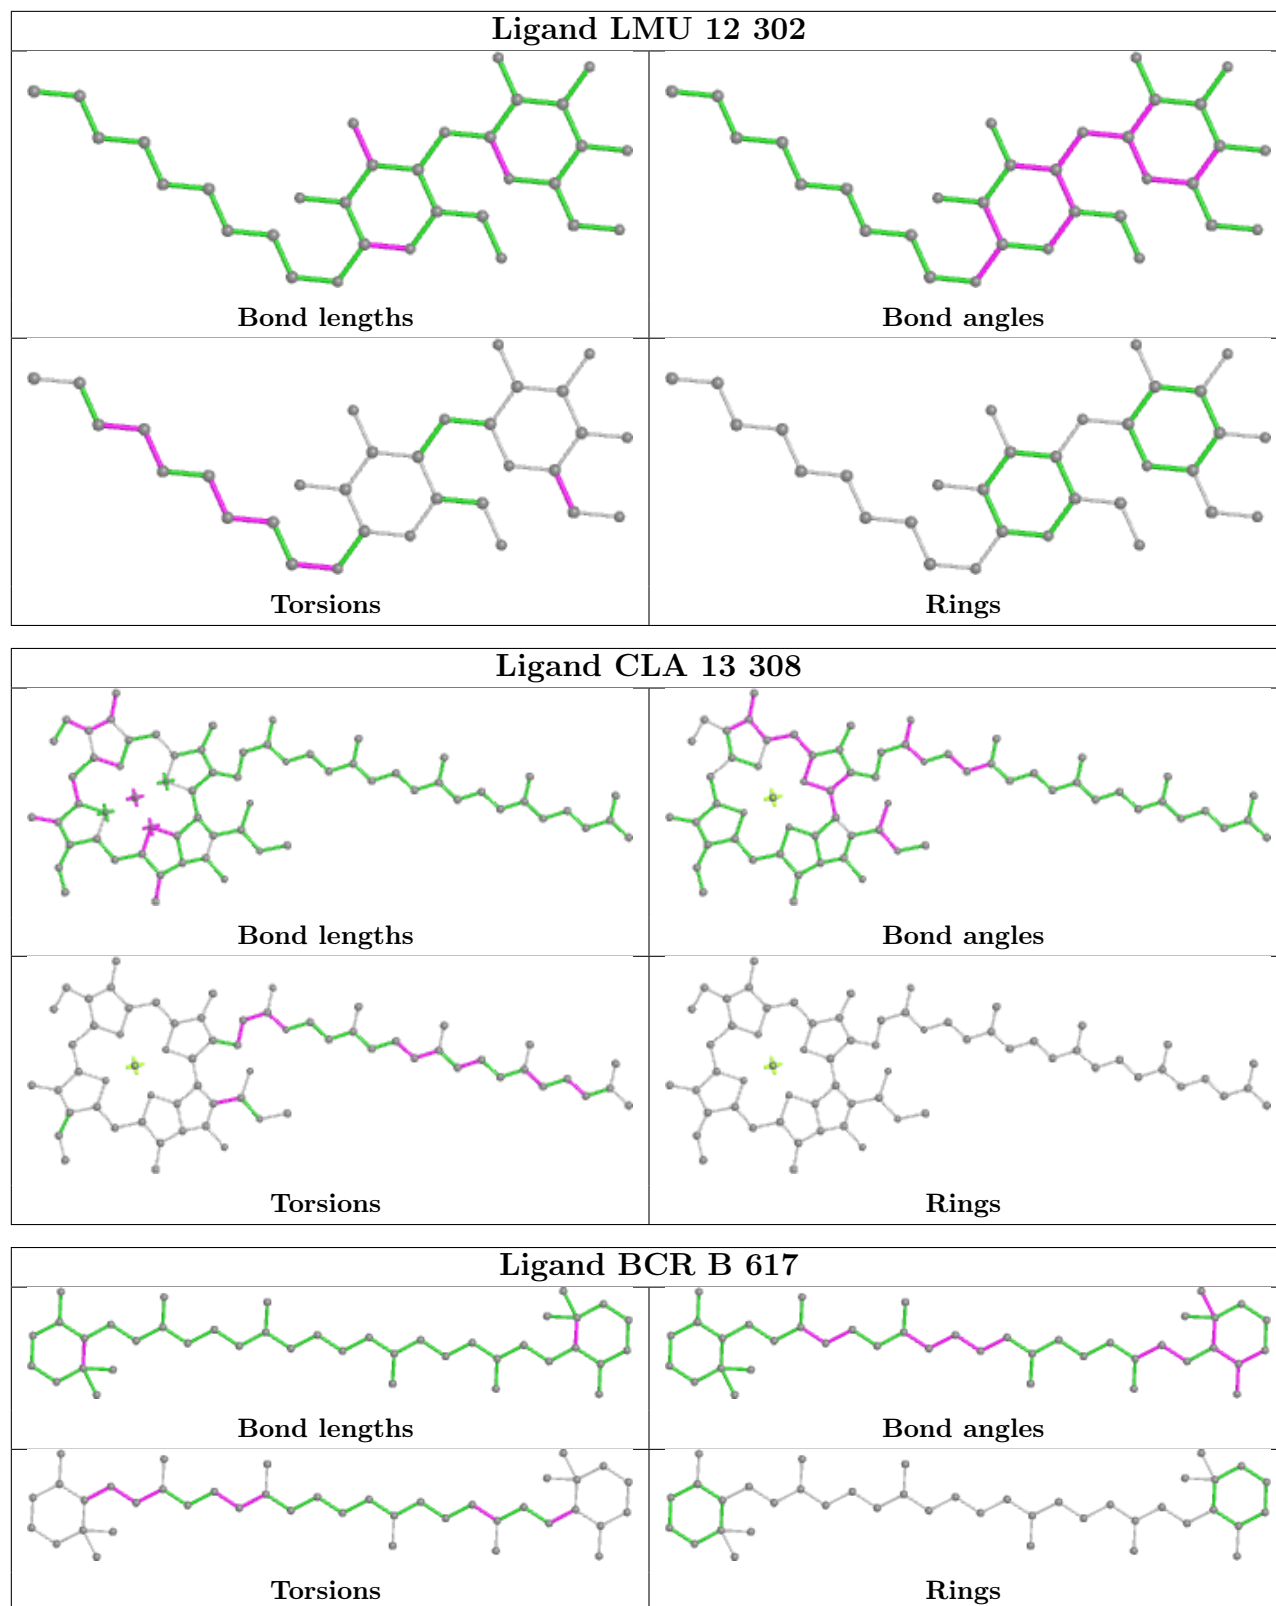 Ligand LMU 12 302
Bond lengths
Bond angles
Torsions
Rings
Ligand CLA 13 308
Bond lengths
Bond angles
Torsions
Rings
Ligand BCR B 617
Bond lengths
Bond angles
Torsions
Rings